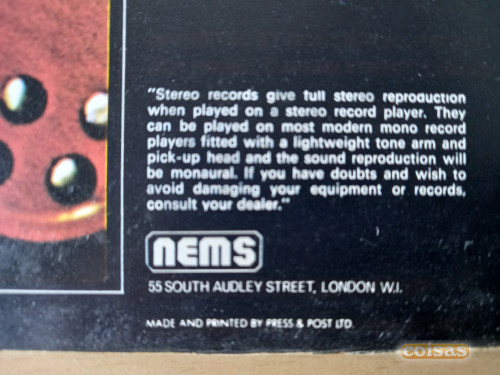 "Stereo records give full stereo reproduction
when played on a stereo record player. They
can be played on most modern mono record
players fitted with a lightweight tone arm and
pick-up head and the sound reproduction will
be monaural. If you have doubts and wish to
avoid damaging your equipment or records,
consult your dealer."
nems
55 SOUTH AUDLEY STREET, LONDON W.I.
MADE AND PRINTED BY PRESS & POST LTD.
coisas